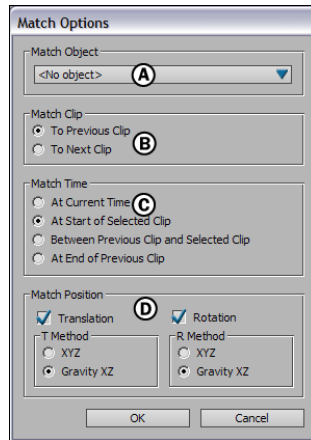 Match Options
Match Object
<No object>
A
Match Clip
To Previous Clip
To Next Clip
B
Match Time
At Current Time
C
At Start of Selected Clip
Between Previous Clip and Selected Clip
At End of Previous Clip
Match Position
Translation
D
Rotation
T Method
R Method
XYZ
XYZ
Gravity XZ
Gravity XZ
OK
Cancel